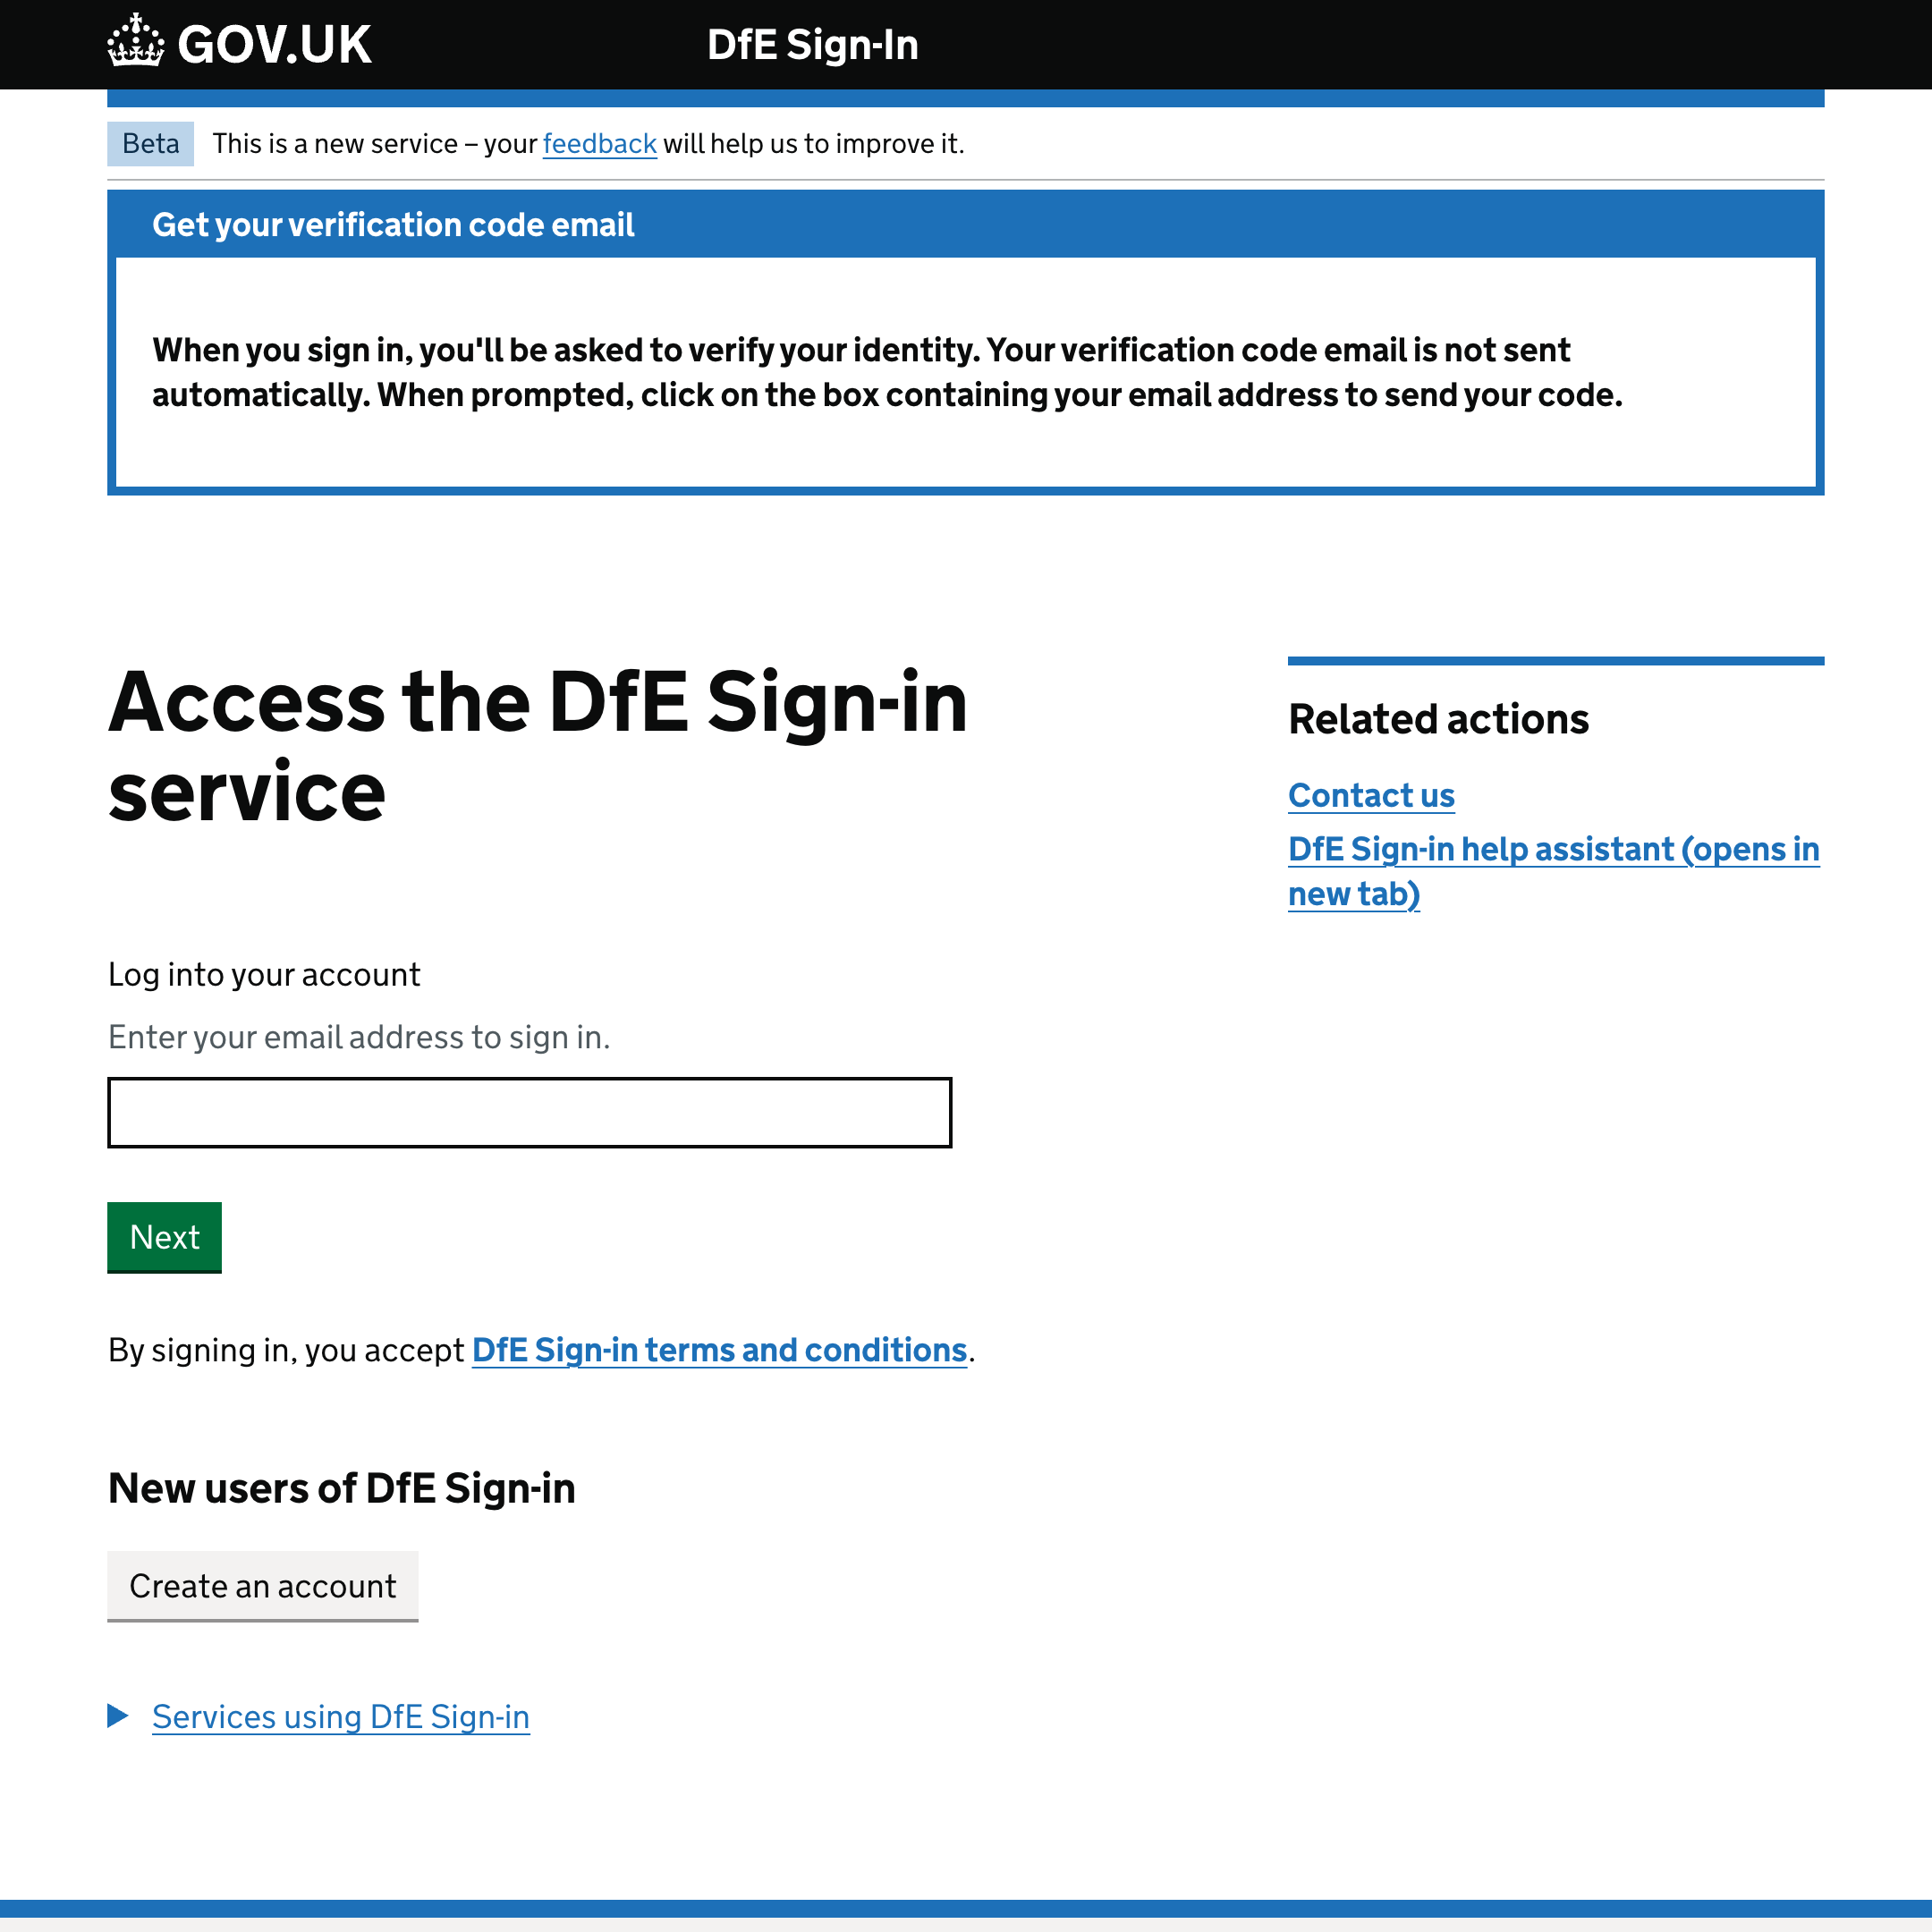 GOV.UK
DfE Sign-In
Beta
This is a new service – your feedback will help us to improve it.
Get your verification code email
When you sign in, you'll be asked to verify your identity. Your verification code email is not sent
automatically. When prompted, click on the box containing your email address to send your code.
Access the DfE Sign-in
service
Log into your account
Enter your email address to sign in.
Next
By signing in, you accept DfE Sign-in terms and conditions.
New users of DfE Sign-in
Create an account
Services using DfE Sign-in
Related actions
Contact us
DfE Sign-in help assistant (opens in
new tab)